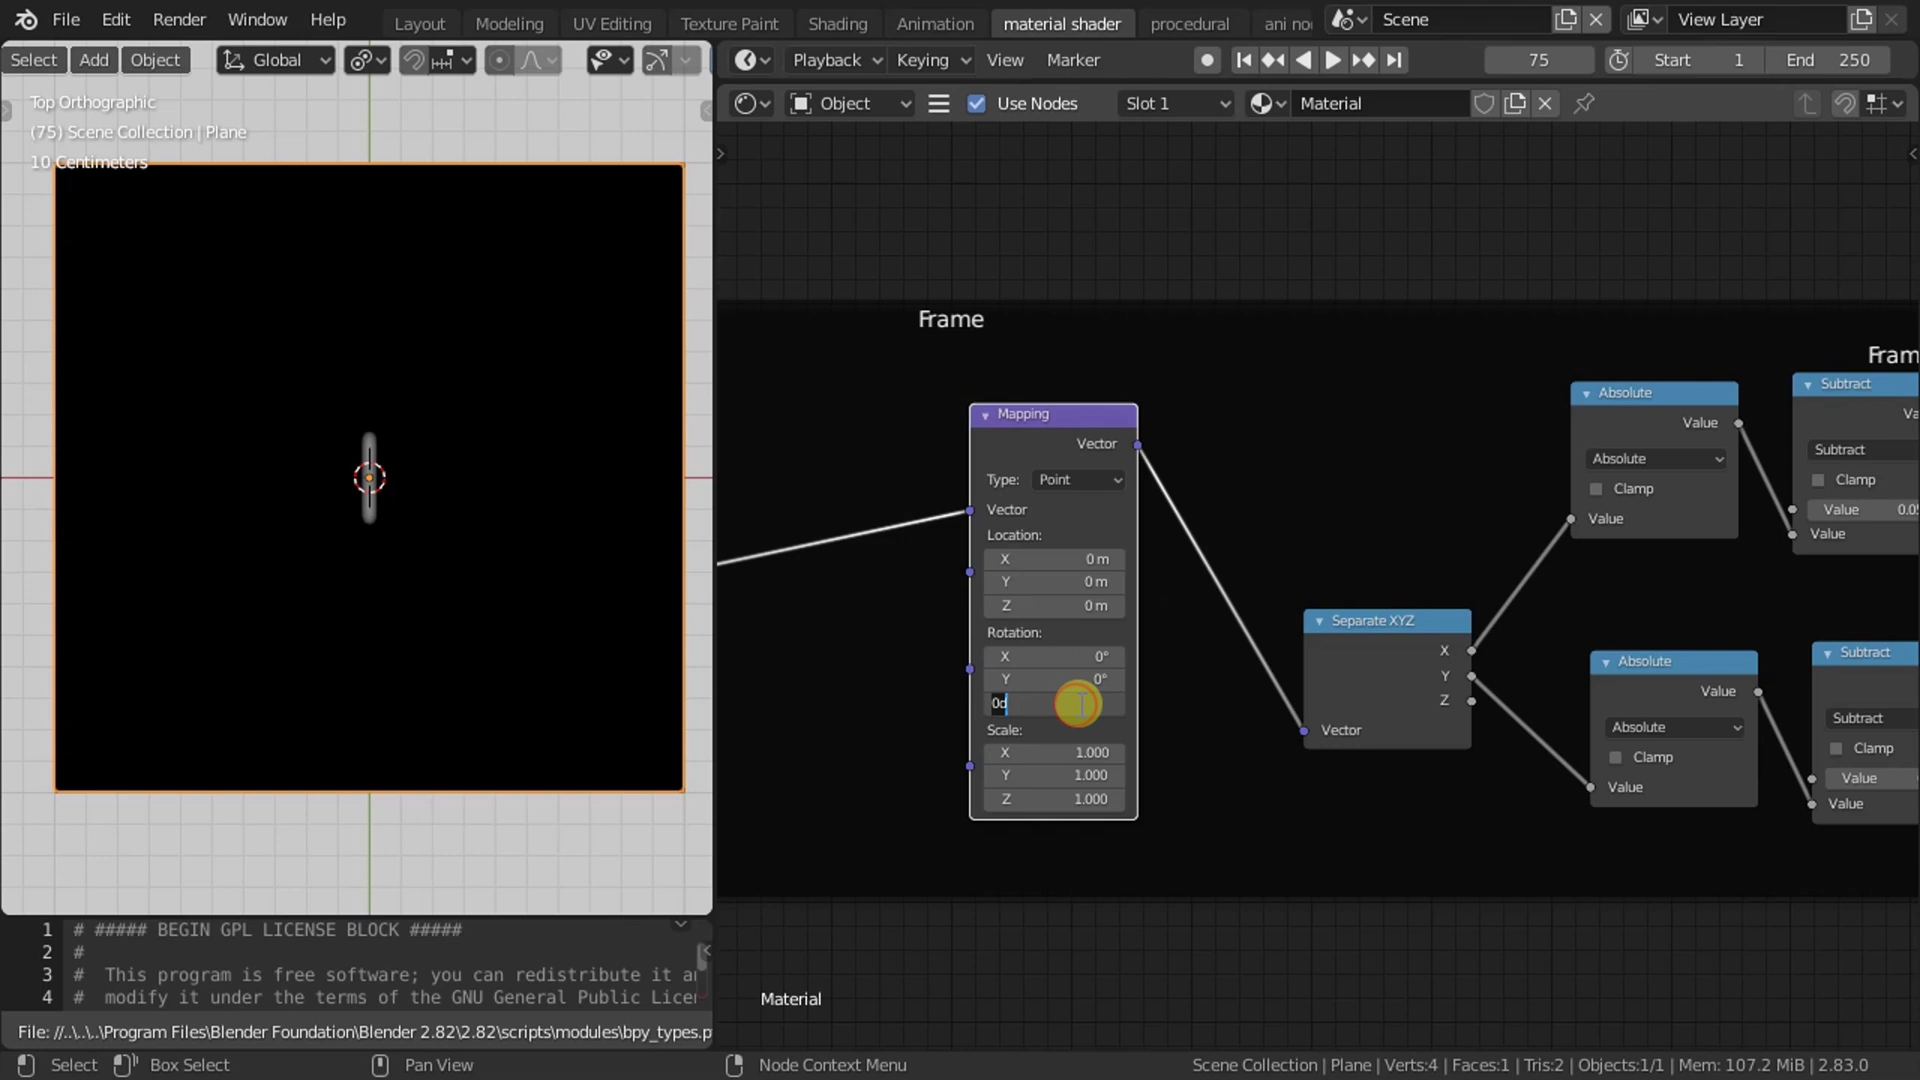 File Edit Render Window Help Layout Modeling UV Editing Texture Paint Shading Animation material shader procedural ani no Scene View Layer
Select Add Object Global Playback Keying View Marker 75 Start 1 End 250
Object Use Nodes Slot 1 Material
Top Orthographic
(75) Scene Collection | Plane
10 Centimeters
Frame
Fram
Mapping
Vector
Type: Point
Vector
Location:
X 0 m
Y 0 m
Z 0 m
Rotation:
X 0°
Y 0°
0d
Scale:
X 1.000
Y 1.000
Z 1.000
Separate XYZ
X
Y
Z
Vector
Absolute
Value
Absolute
Clamp
Value
Subtract
Va
Subtract
Clamp
Value 0.0
Value
Absolute
Value
Absolute
Clamp
Value
Subtract
Subtract
Clamp
Value
Value
Material
1 # ##### BEGIN GPL LICENSE BLOCK #####
2 #
3 # This program is free software; you can redistribute it a
4 # modify it under the terms of the GNU General Public Licen
File: //..\..\..\Program Files\Blender Foundation\Blender 2.82\2.82\scripts\modules\bpy_types.p
Select Box Select Pan View Node Context Menu Scene Collection | Plane | Verts:4 | Faces:1 | Tris:2 | Objects:1/1 | Mem: 107.2 MiB | 2.83.0